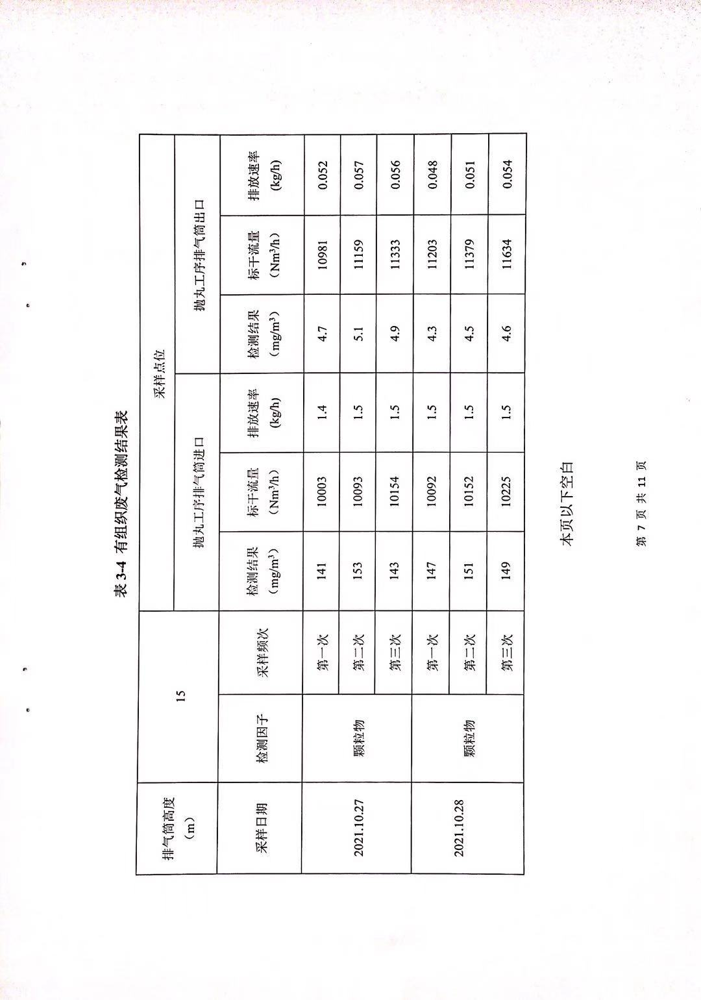 表 3-4 有组织废气检测结果表
排气筒高度
（m）
15
采样点位
抛丸工序排气筒进口
抛丸工序排气筒出口
采样日期
检测因子
采样频次
检测结果
（mg/m³）
标干流量
（Nm³/h）
排放速率
(kg/h)
检测结果
（mg/m³）
标干流量
（Nm³/h）
排放速率
(kg/h)
2021.10.27
颗粒物
第一次 141 10003 1.4 4.7 10981 0.052
第二次 153 10093 1.5 5.1 11159 0.057
第三次 143 10154 1.5 4.9 11333 0.056
2021.10.28
颗粒物
第一次 147 10092 1.5 4.3 11203 0.048
第二次 151 10152 1.5 4.5 11379 0.051
第三次 149 10225 1.5 4.6 11634 0.054
本页以下空白
第 7 页 共 11 页